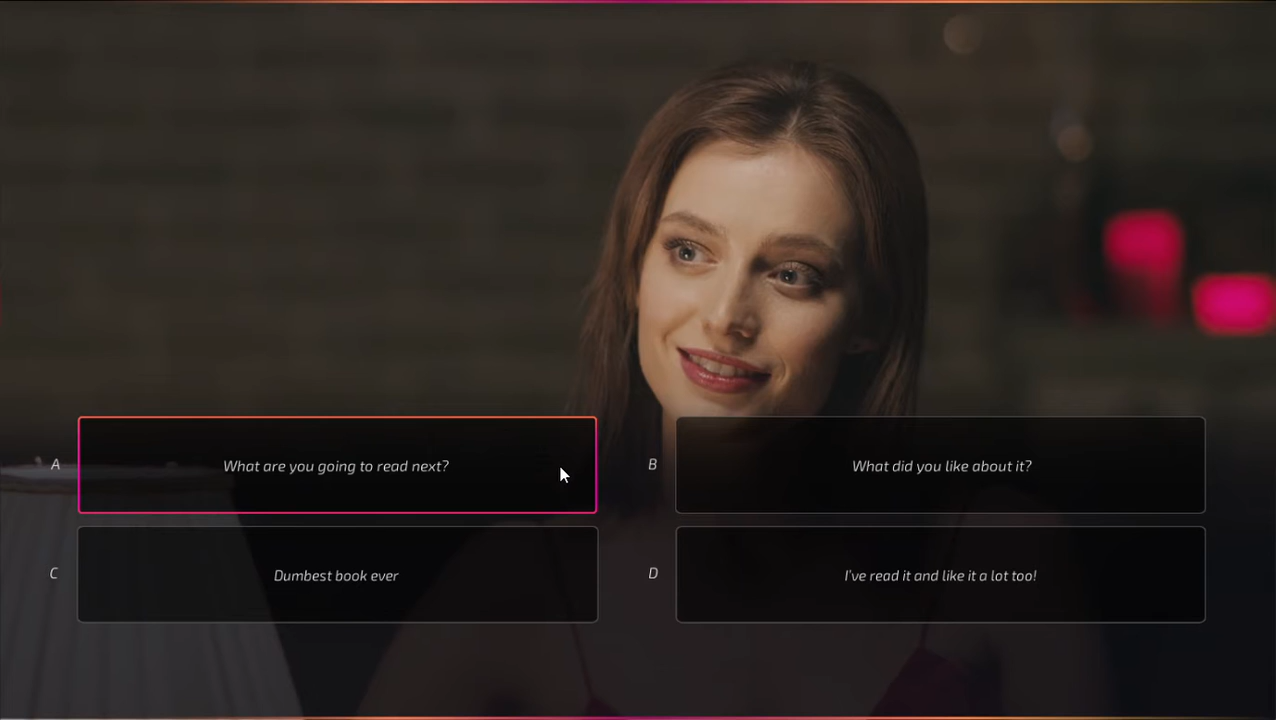 A What are you going to read next?
B What did you like about it?
C Dumbest book ever
D I've read it and like it a lot too!